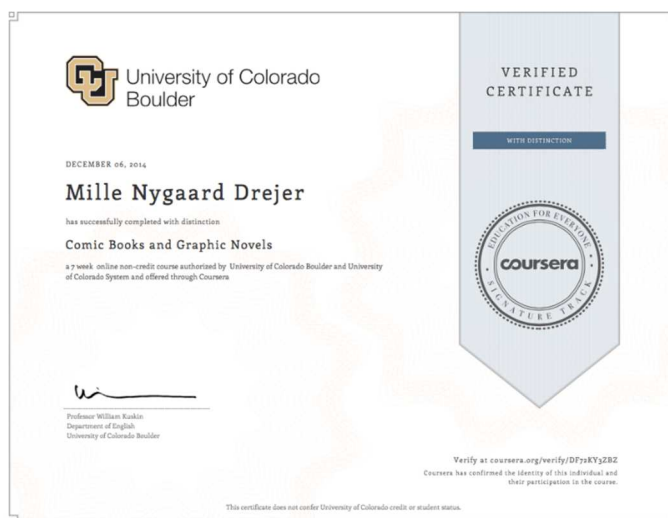 University of Colorado
Boulder
VERIFIED
CERTIFICATE
WITH DISTINCTION
DECEMBER 06, 2014
Mille Nygaard Drejer
has successfully completed with distinction
Comic Books and Graphic Novels
a 7 week online non-credit course authorized by University of Colorado Boulder and University
of Colorado System and offered through Coursera
EDUCATION FOR EVERYONE
coursera
SIGNATURE TRACK
Professor William Kuskin
Department of English
University of Colorado Boulder
Verify at coursera.org/verify/DF72KY3ZBZ
Coursera has confirmed the identity of this individual and
their participation in the course.
This certificate does not confer University of Colorado credit or student status.